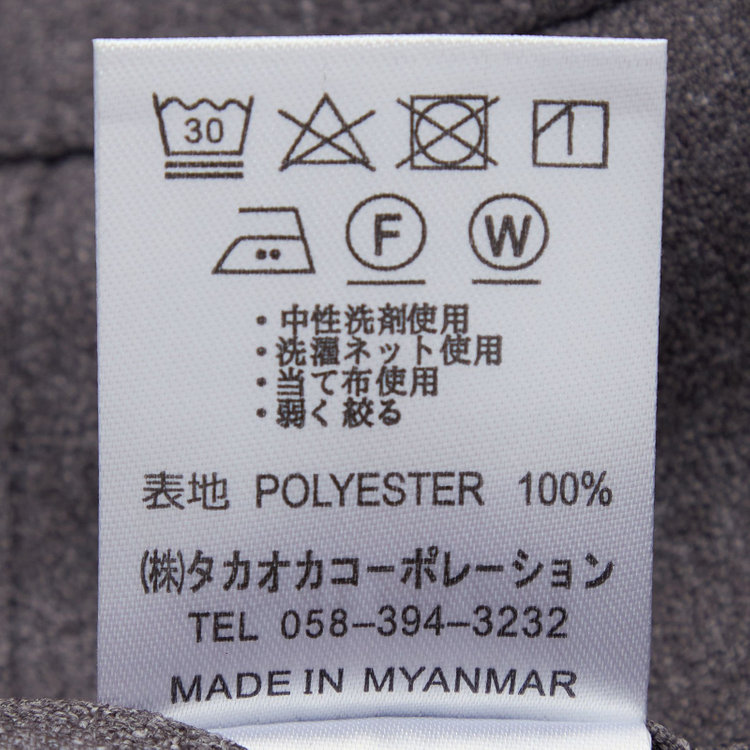 30
F W
・中性洗剤使用
・洗濯ネット使用
・当て布使用
・弱く絞る
表地 POLYESTER 100%
(株)タカオカコーポレーション
TEL 058-394-3232
MADE IN MYANMAR